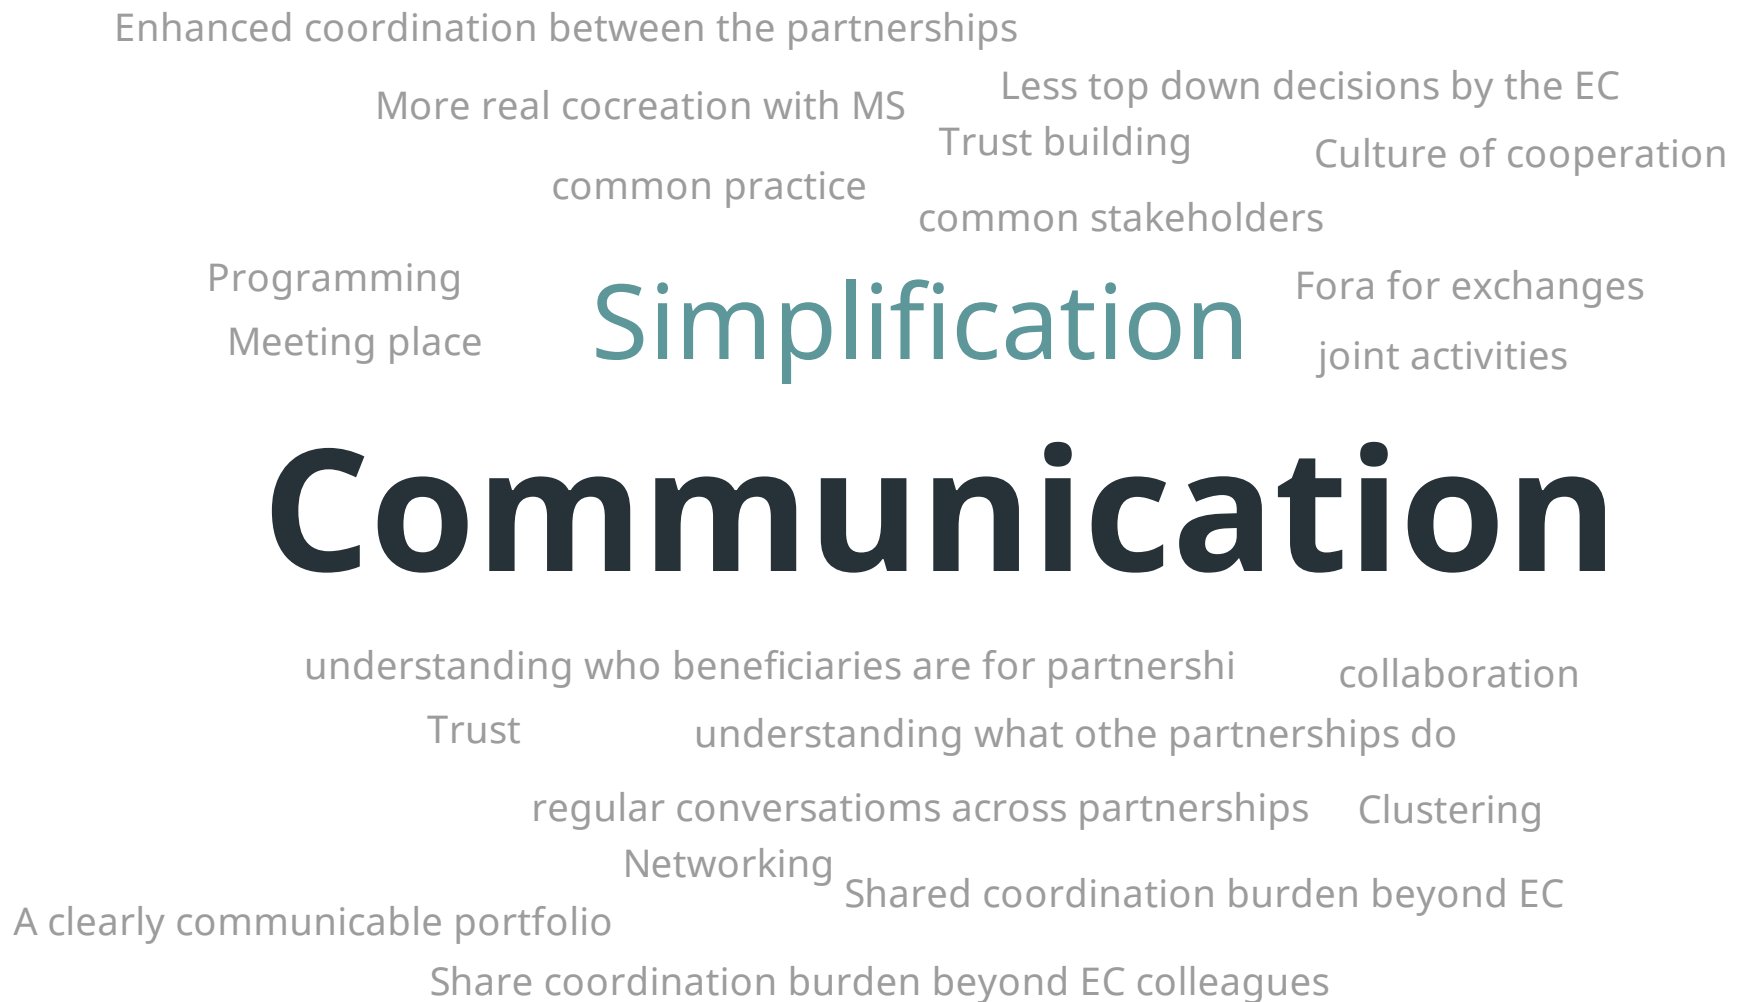 Enhanced coordination between the partnerships
Less top down decisions by the EC
More real cocreation with MS
Trust building
Culture of cooperation
common practice
common stakeholders
Programming
Simplification
Fora for exchanges
Meeting place
joint activities
Communication
understanding who beneficiaries are for partnershi
collaboration
Trust
understanding what othe partnerships do
regular conversatioms across partnerships
Clustering
Networking
Shared coordination burden beyond EC
A clearly communicable portfolio
Share coordination burden beyond EC colleagues